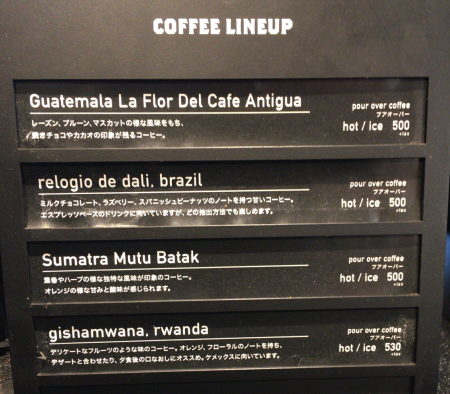 COFFEE LINEUP
Guatemala La Flor Del Cafe Antigua
pour over coffee
プアオーバー
hot / ice 500
+tax
レーズン、プルーン、マスカットの様な風味をもち、
焼きチョコやカカオの印象が残るコーヒー。
relogio de dali, brazil
pour over coffee
プアオーバー
hot / ice 500
+tax
ミルクチョコレート、ラズベリー、スパニッシュピーナッツのノートを持つ甘いコーヒー。
エスプレッソベースのドリンクに向いていますが、どの抽出方法でも楽しめます。
Sumatra Mutu Batak
pour over coffee
プアオーバー
hot / ice 500
+tax
葉巻やハーブの様な独特な風味が印象のコーヒー。
オレンジの様な甘みと酸味が感じられます。
gishamwana, rwanda
pour over coffee
プアオーバー
hot / ice 530
+tax
デリケートなフルーツのような味のコーヒー。オレンジ、フローラルのノートを持ち、
デザートと合わせたり、夕食後の口なおしにオススメ。ケメックスに向いています。